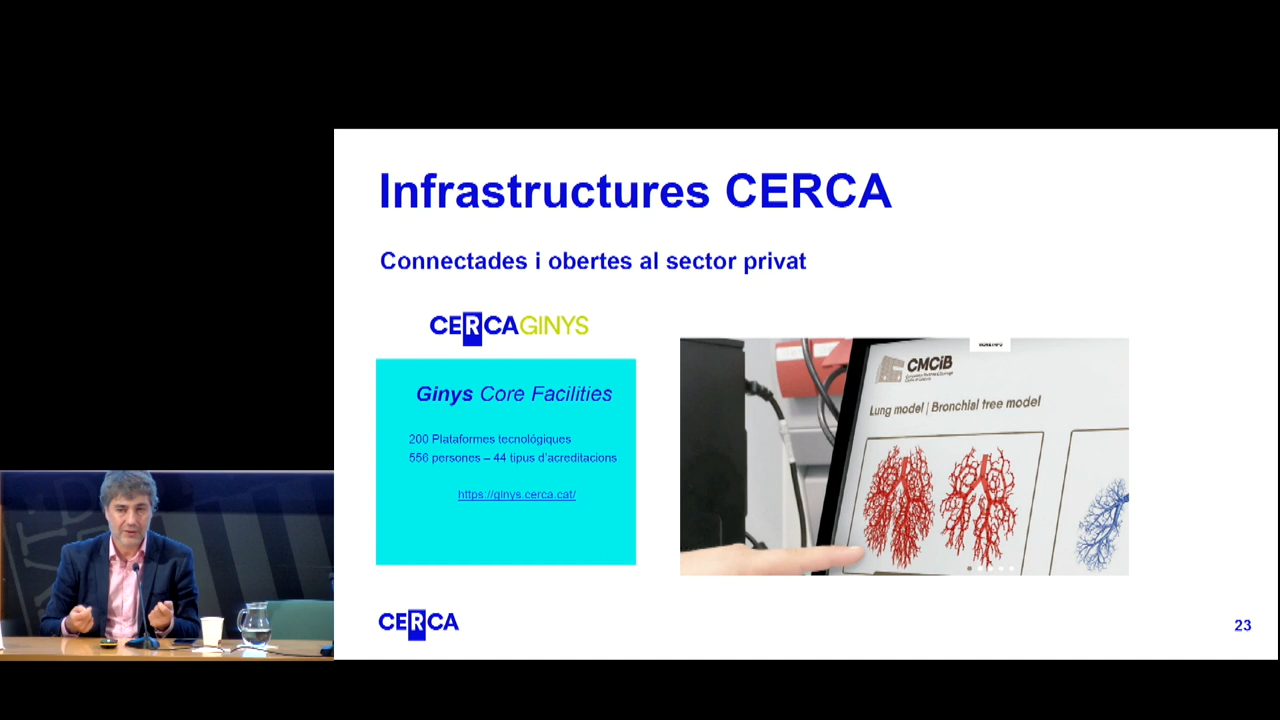 Infrastructures CERCA
Connectades i obertes al sector privat
CERCAGINYS
Ginys Core Facilities
200 Plataformes tecnològiques
556 persones – 44 tipus d'acreditacions
https://ginys.cerca.cat/
CMCiB
Lung model | Bronchial tree model
CERCA
23